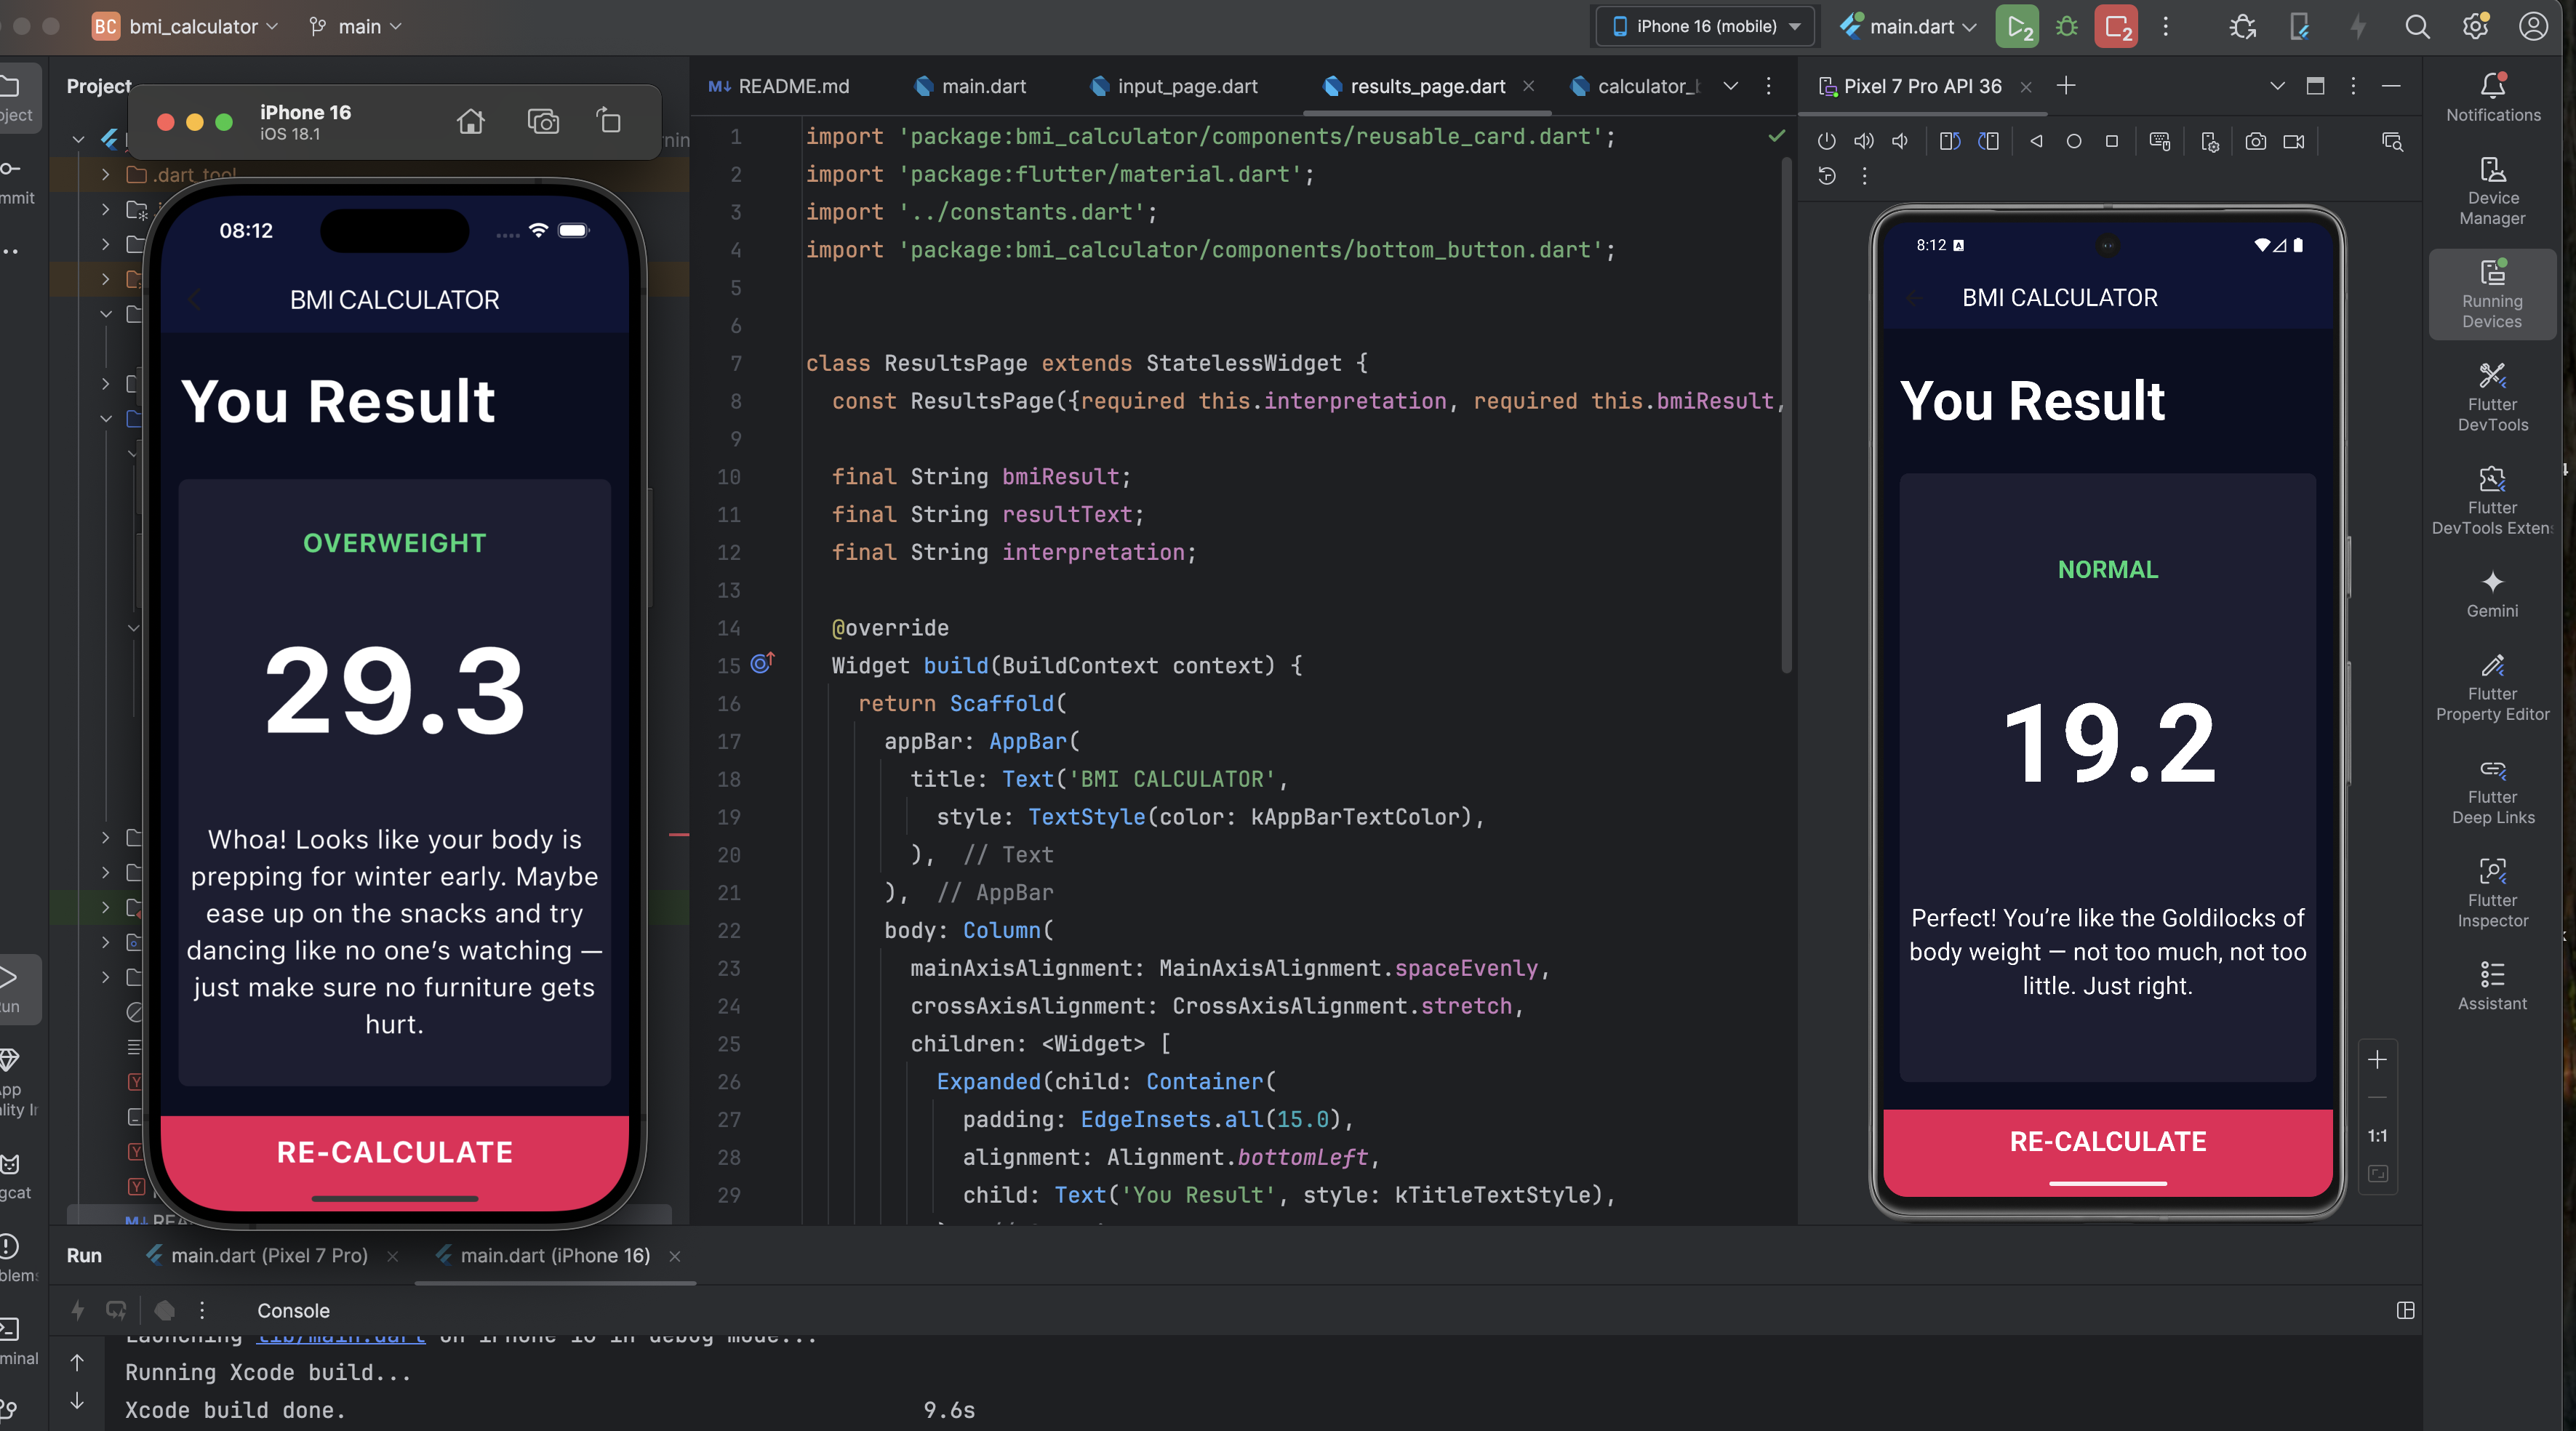 BC bmi_calculator
main
iPhone 16 (mobile)
main.dart
2
2
Project
iPhone 16
iOS 18.1
.dart_tool
README.md
main.dart
input_page.dart
results_page.dart
Pixel 7 Pro API 36
08:12
BMI CALCULATOR
You Result
OVERWEIGHT
29.3
Whoa! Looks like your body is
prepping for winter early. Maybe
ease up on the snacks and try
dancing like no one’s watching —
just make sure no furniture gets
hurt.
RE-CALCULATE
1 import 'package:bmi_calculator/components/reusable_card.dart';
2 import 'package:flutter/material.dart';
3 import '../constants.dart';
4 import 'package:bmi_calculator/components/bottom_button.dart';
5
6
7 class ResultsPage extends StatelessWidget {
8 const ResultsPage({required this.interpretation, required this.bmiResult,
9
10 final String bmiResult;
11 final String resultText;
12 final String interpretation;
13
14 @override
15 Widget build(BuildContext context) {
16 return Scaffold(
17 appBar: AppBar(
18 title: Text('BMI CALCULATOR',
19 style: TextStyle(color: kAppBarTextColor),
20 ), // Text
21 ), // AppBar
22 body: Column(
23 mainAxisAlignment: MainAxisAlignment.spaceEvenly,
24 crossAxisAlignment: CrossAxisAlignment.stretch,
25 children: <Widget> [
26 Expanded(child: Container(
27 padding: EdgeInsets.all(15.0),
28 alignment: Alignment.bottomLeft,
29 child: Text('You Result', style: kTitleTextStyle),
8:12
BMI CALCULATOR
You Result
NORMAL
19.2
Perfect! You’re like the Goldilocks of
body weight — not too much, not too
little. Just right.
RE-CALCULATE
1:1
Notifications
Device
Manager
Running
Devices
Flutter
DevTools
Flutter
DevTools Exten
Gemini
Flutter
Property Editor
Flutter
Deep Links
Flutter
Inspector
Assistant
Run
main.dart (Pixel 7 Pro)
main.dart (iPhone 16)
Console
Launching lib/main.dart on iPhone 16 in debug mode...
Running Xcode build...
Xcode build done. 9.6s